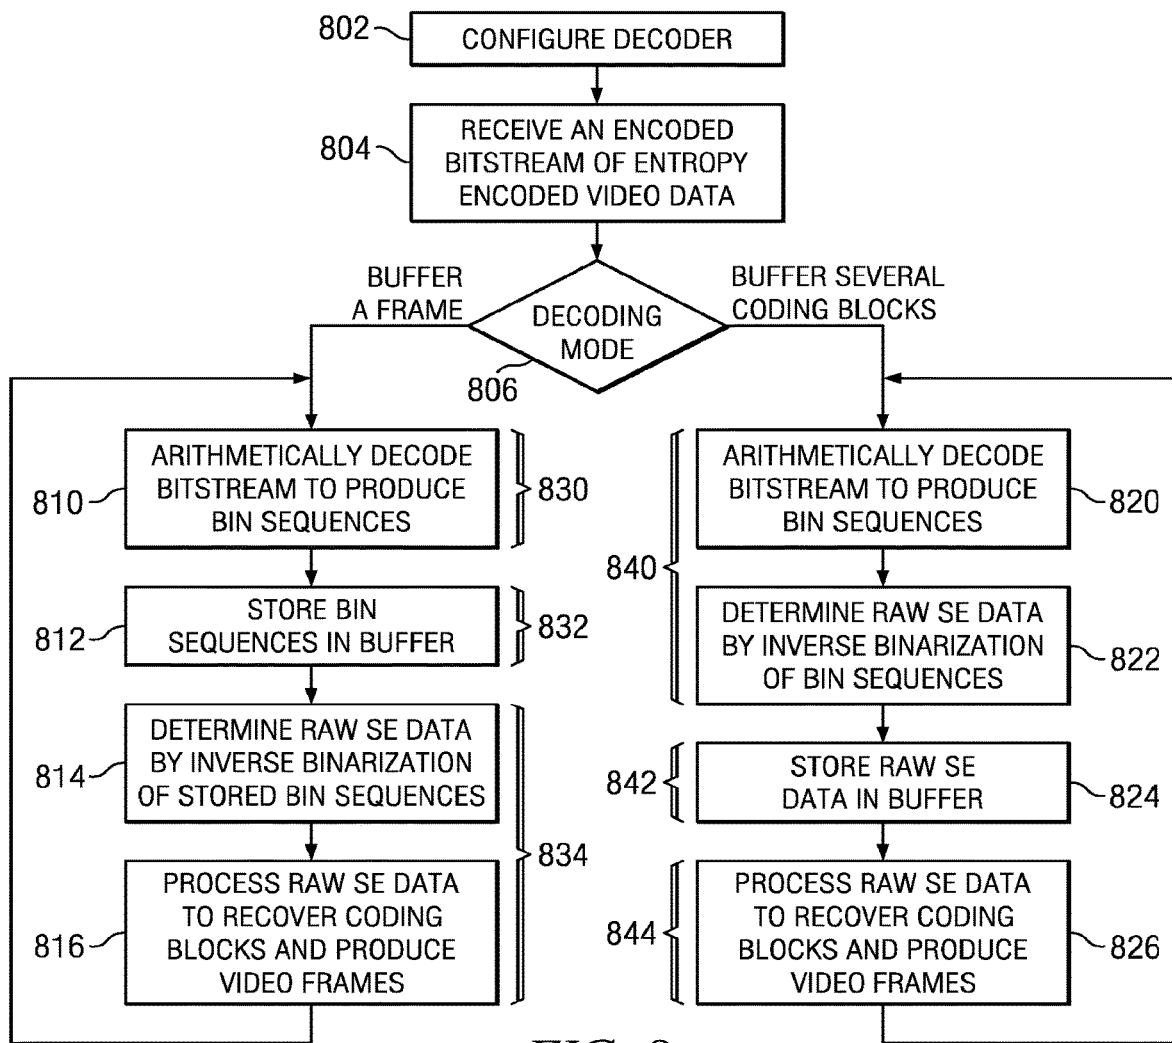 802
CONFIGURE DECODER
804
RECEIVE AN ENCODED
BITSTREAM OF ENTROPY
ENCODED VIDEO DATA
BUFFER
A FRAME
DECODING
MODE
806
BUFFER SEVERAL
CODING BLOCKS
810
ARITHMETICALLY DECODE
BITSTREAM TO PRODUCE
BIN SEQUENCES
830
812
STORE BIN
SEQUENCES IN BUFFER
832
814
DETERMINE RAW SE DATA
BY INVERSE BINARIZATION
OF STORED BIN SEQUENCES
816
PROCESS RAW SE DATA
TO RECOVER CODING
BLOCKS AND PRODUCE
VIDEO FRAMES
834
840
ARITHMETICALLY DECODE
BITSTREAM TO PRODUCE
BIN SEQUENCES
820
DETERMINE RAW SE DATA
BY INVERSE BINARIZATION
OF BIN SEQUENCES
822
842
STORE RAW SE
DATA IN BUFFER
824
844
PROCESS RAW SE DATA
TO RECOVER CODING
BLOCKS AND PRODUCE
VIDEO FRAMES
826